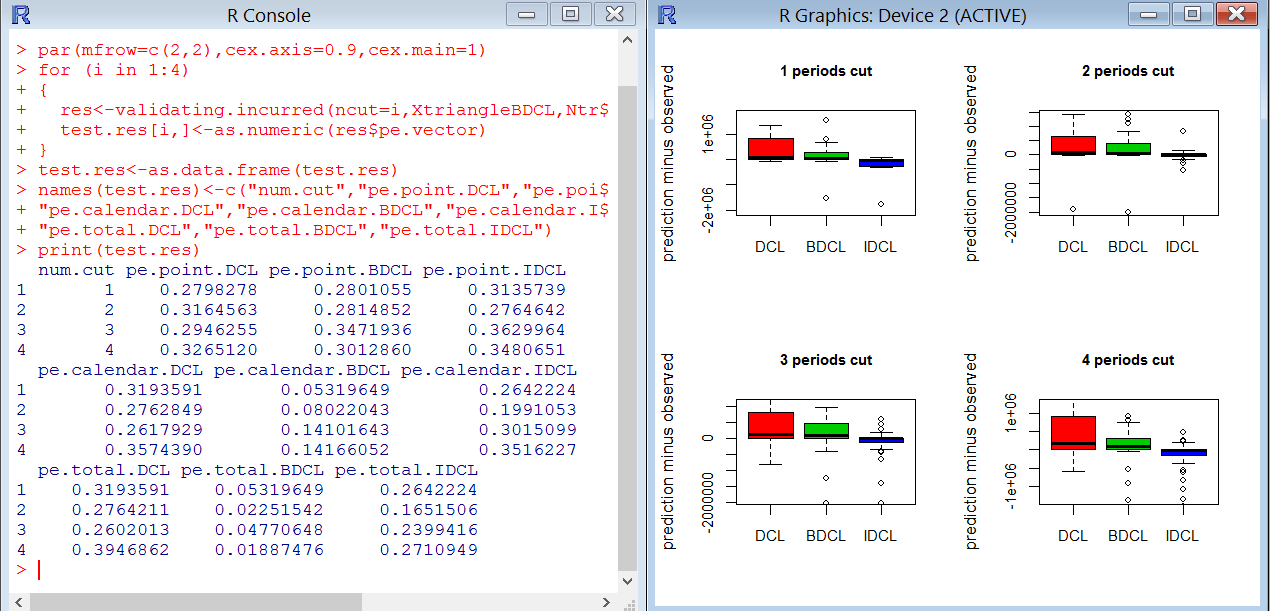 R Console
> par(mfrow=c(2,2),cex.axis=0.9,cex.main=1)
> for (i in 1:4)
+ {
+   res<-validating.incurred(ncut=i,XtriangleBDCL,Ntr$
+   test.res[i,]<-as.numeric(res$pe.vector)
+ }
> test.res<-as.data.frame(test.res)
> names(test.res)<-c("num.cut","pe.point.DCL","pe.poi$
+ "pe.calendar.DCL","pe.calendar.BDCL","pe.calendar.I$
+ "pe.total.DCL","pe.total.BDCL","pe.total.IDCL")
> print(test.res)
  num.cut pe.point.DCL pe.point.BDCL pe.point.IDCL
1       1    0.2798278     0.2801055     0.3135739
2       2    0.3164563     0.2814852     0.2764642
3       3    0.2946255     0.3471936     0.3629964
4       4    0.3265120     0.3012860     0.3480651
  pe.calendar.DCL pe.calendar.BDCL pe.calendar.IDCL
1       0.3193591       0.05319649        0.2642224
2       0.2762849       0.08022043        0.1991053
3       0.2617929       0.14101643        0.3015099
4       0.3574390       0.14166052        0.3516227
  pe.total.DCL pe.total.BDCL pe.total.IDCL
1    0.3193591    0.05319649     0.2642224
2    0.2764211    0.02251542     0.1651506
3    0.2602013    0.04770648     0.2399416
4    0.3946862    0.01887476     0.2710949
>
R Graphics: Device 2 (ACTIVE)
1 periods cut
prediction minus observed
1e+06
-2e+06
DCL BDCL IDCL
2 periods cut
prediction minus observed
0
-2000000
DCL BDCL IDCL
3 periods cut
prediction minus observed
0
-2000000
DCL BDCL IDCL
4 periods cut
prediction minus observed
1e+06
-1e+06
DCL BDCL IDCL